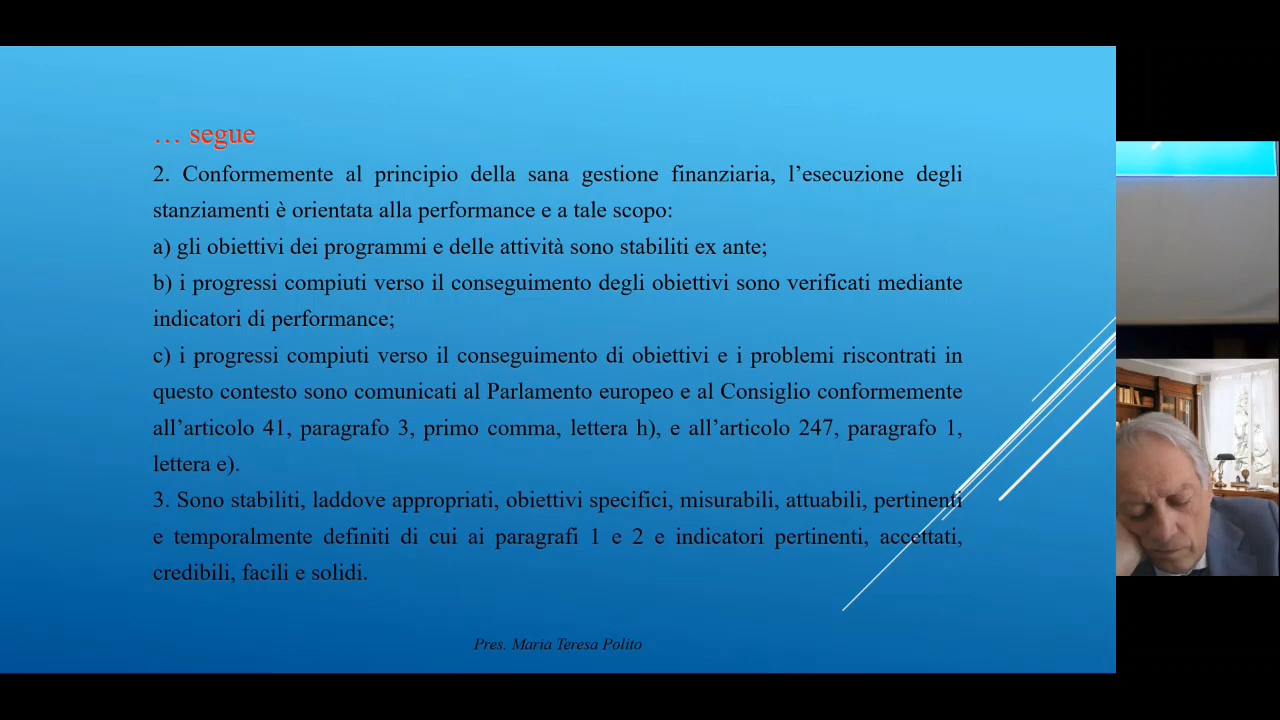 … segue
2. Conformemente al principio della sana gestione finanziaria, l’esecuzione degli
stanziamenti è orientata alla performance e a tale scopo:
a) gli obiettivi dei programmi e delle attività sono stabiliti ex ante;
b) i progressi compiuti verso il conseguimento degli obiettivi sono verificati mediante
indicatori di performance;
c) i progressi compiuti verso il conseguimento di obiettivi e i problemi riscontrati in
questo contesto sono comunicati al Parlamento europeo e al Consiglio conformemente
all’articolo 41, paragrafo 3, primo comma, lettera h), e all’articolo 247, paragrafo 1,
lettera e).
3. Sono stabiliti, laddove appropriati, obiettivi specifici, misurabili, attuabili, pertinenti
e temporalmente definiti di cui ai paragrafi 1 e 2 e indicatori pertinenti, accettati,
credibili, facili e solidi.
Pres. Maria Teresa Polito